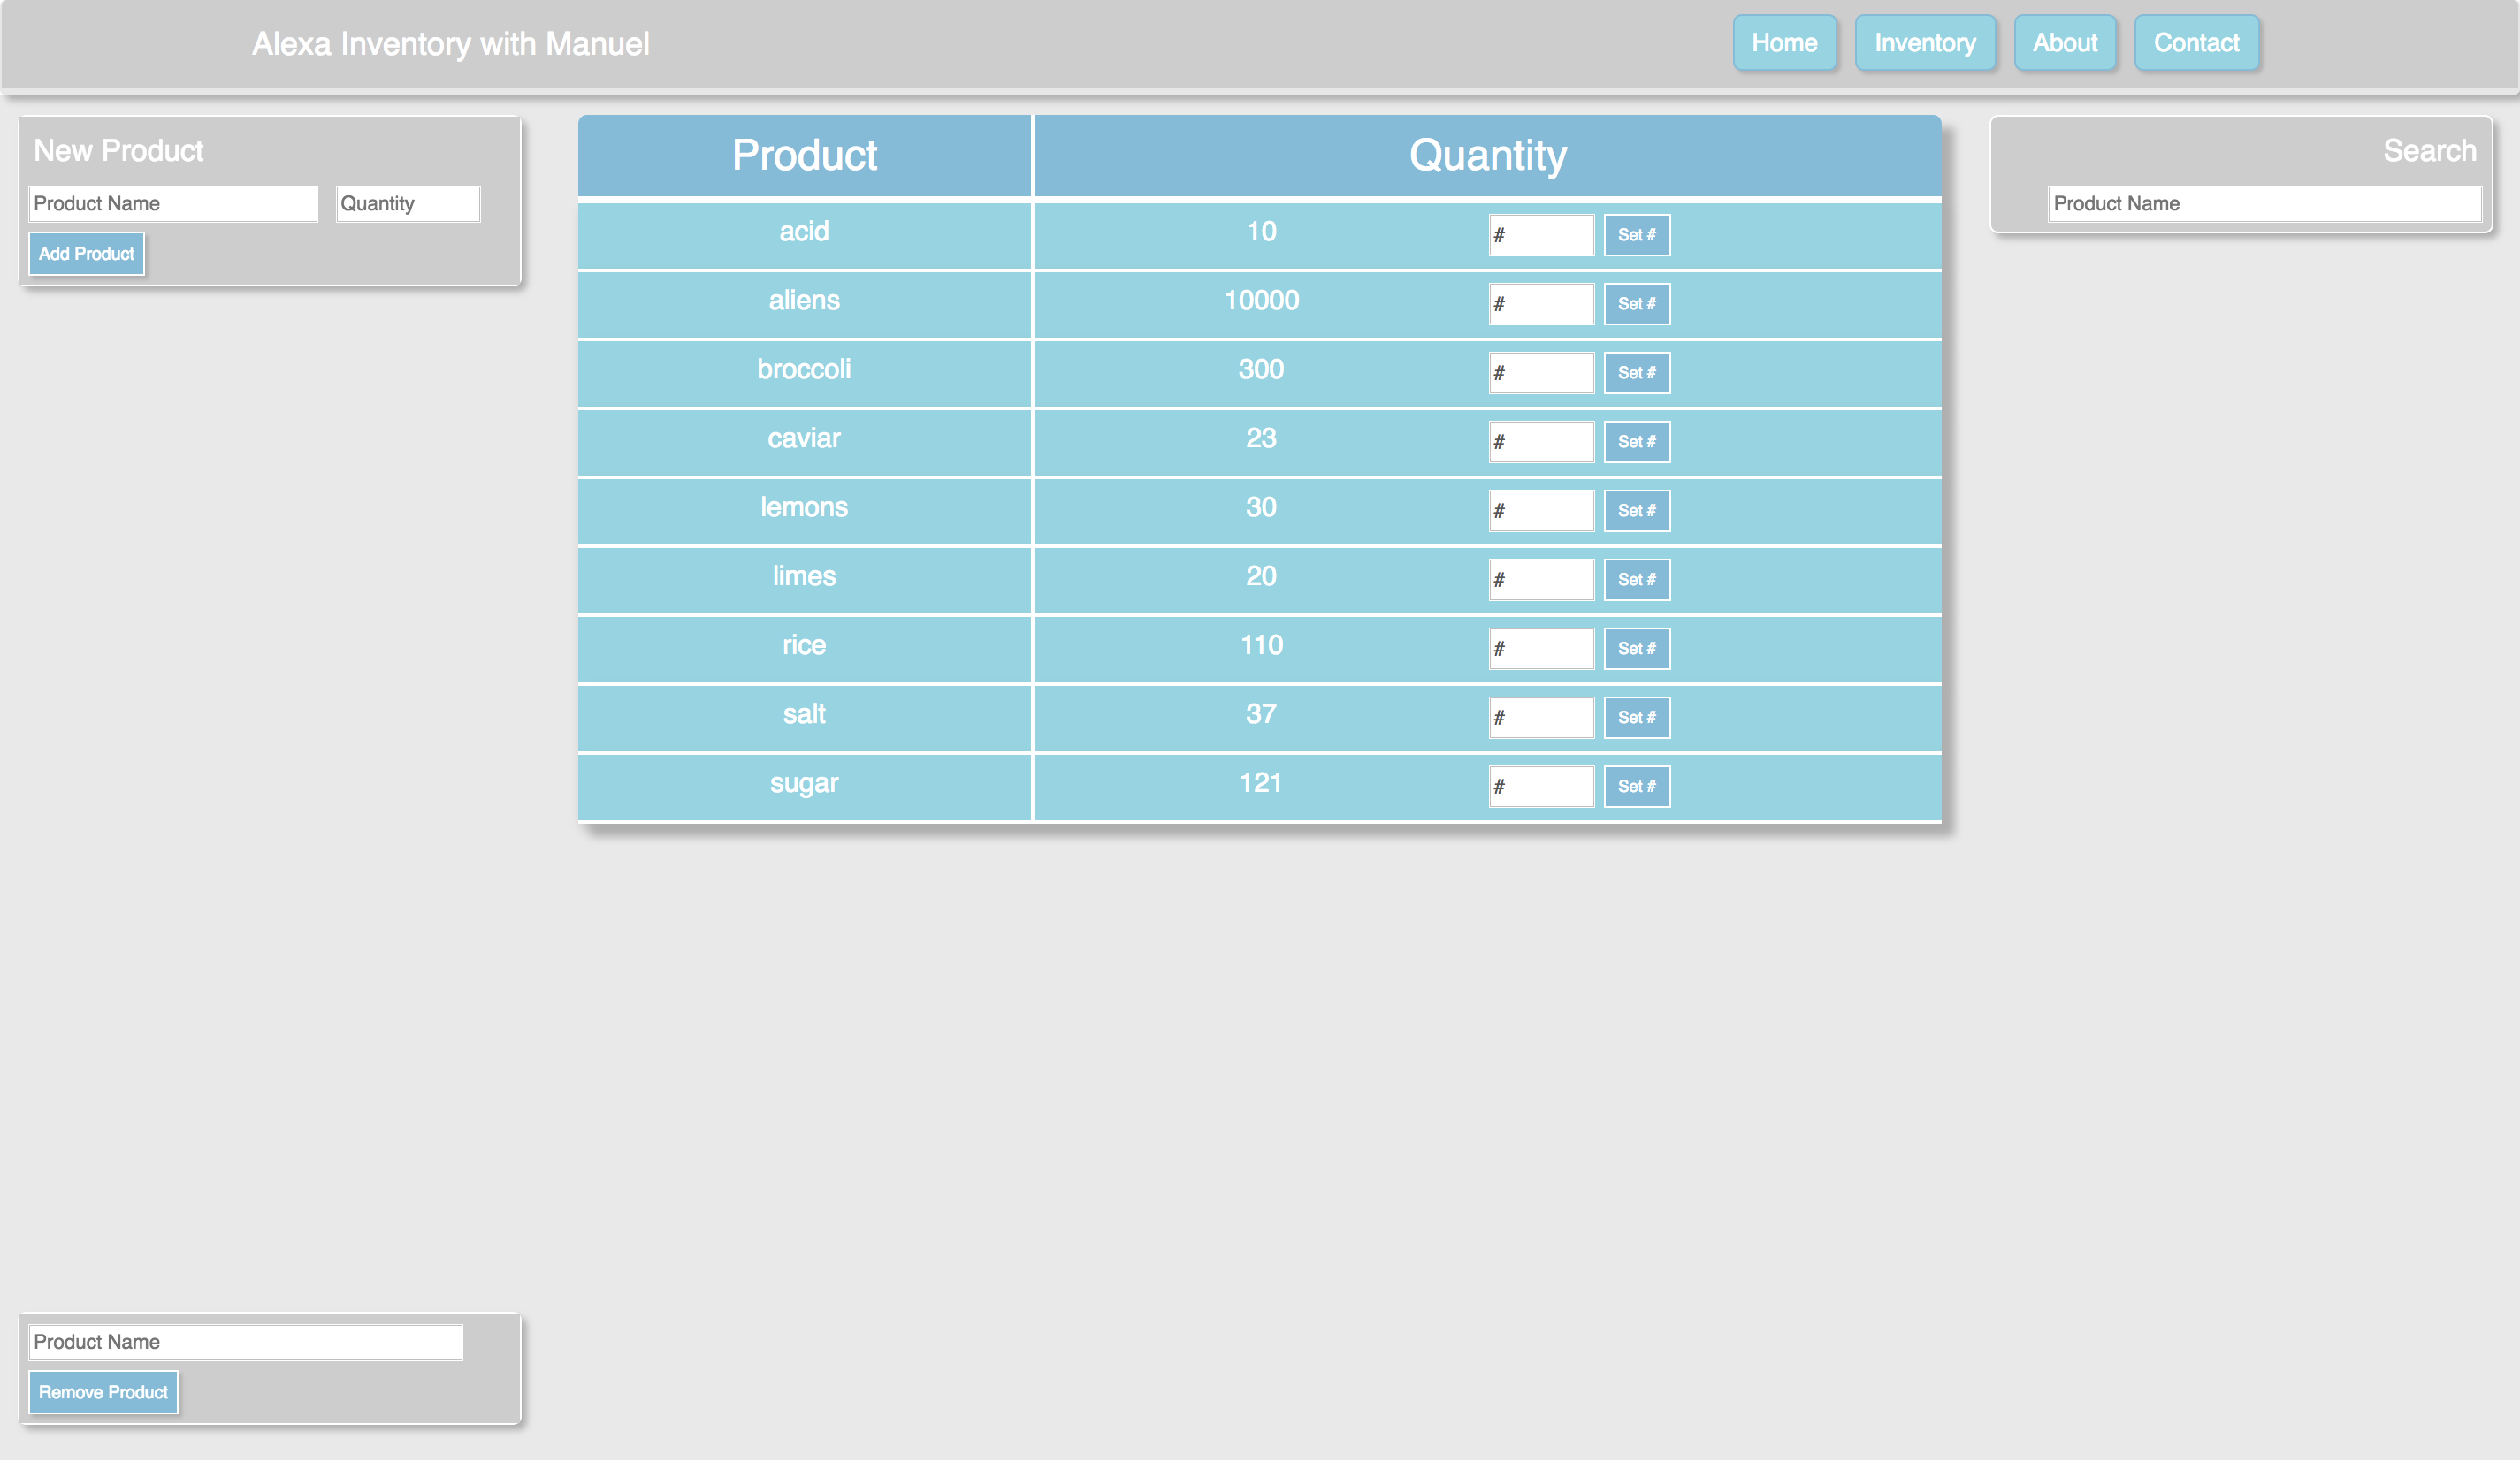 Alexa Inventory with Manuel Home Inventory About Contact
New Product
Product Name Quantity
Add Product
Product Quantity
acid 10 # Set #
aliens 10000 # Set #
broccoli 300 # Set #
caviar 23 # Set #
lemons 30 # Set #
limes 20 # Set #
rice 110 # Set #
salt 37 # Set #
sugar 121 # Set #
Search
Product Name
Product Name
Remove Product